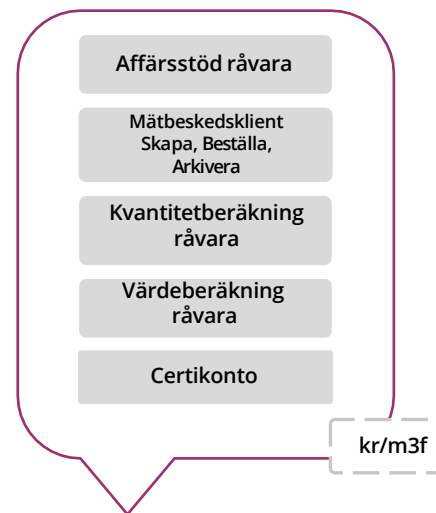 Affärsstöd råvara
Mätbeskedsklient
Skapa, Beställa,
Arkivera
Kvantitetberäkning
råvara
Värdeberäkning
råvara
Certikonto
kr/m3f